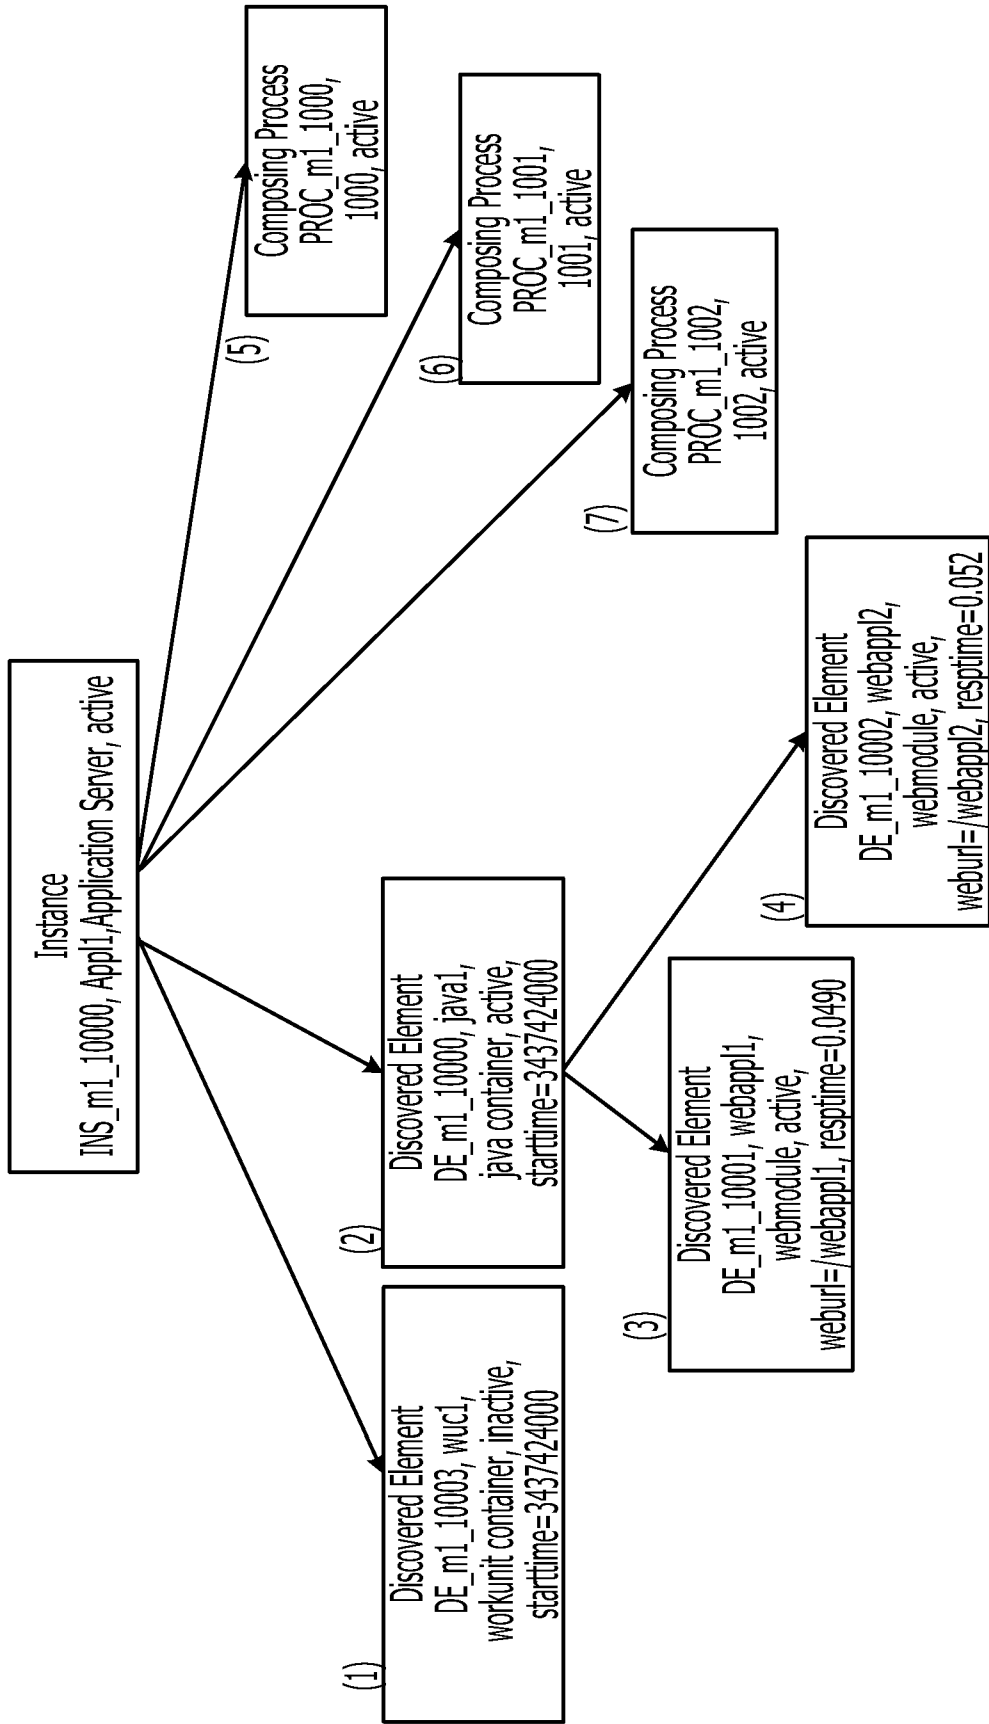 Instance
INS_m1_10000, Appl1,Application Server, active
(1)
Discovered Element
DE_m1_10003, wuc1,
workunit container, inactive,
starttime=3437424000
(2)
Discovered Element
DE_m1_10000, java1,
java container, active,
starttime=3437424000
(3)
Discovered Element
DE_m1_10001, webappl1,
webmodule, active,
weburl=/webappl1, resptime=0.0490
(4)
Discovered Element
DE_m1_10002, webappl2,
webmodule, active,
weburl=/webappl2, resptime=0.052
(5)
Composing Process
PROC_m1_1000,
1000, active
(6)
Composing Process
PROC_m1_1001,
1001, active
(7)
Composing Process
PROC_m1_1002,
1002, active